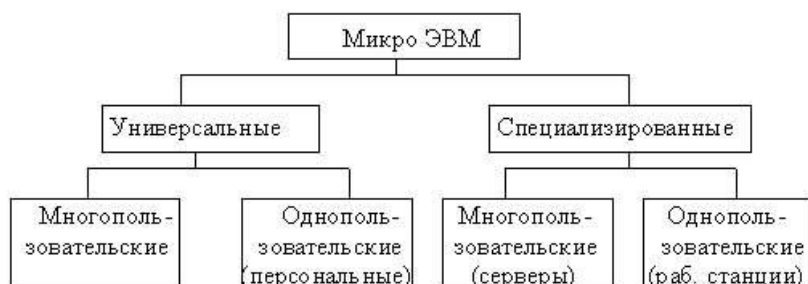 Микро ЭВМ
Универсальные
Специализированные
Многополь-
зовательские
Однополь-
зовательские
(персональные)
Многополь-
зовательские
(серверы)
Однополь-
зовательские
(раб. станции)